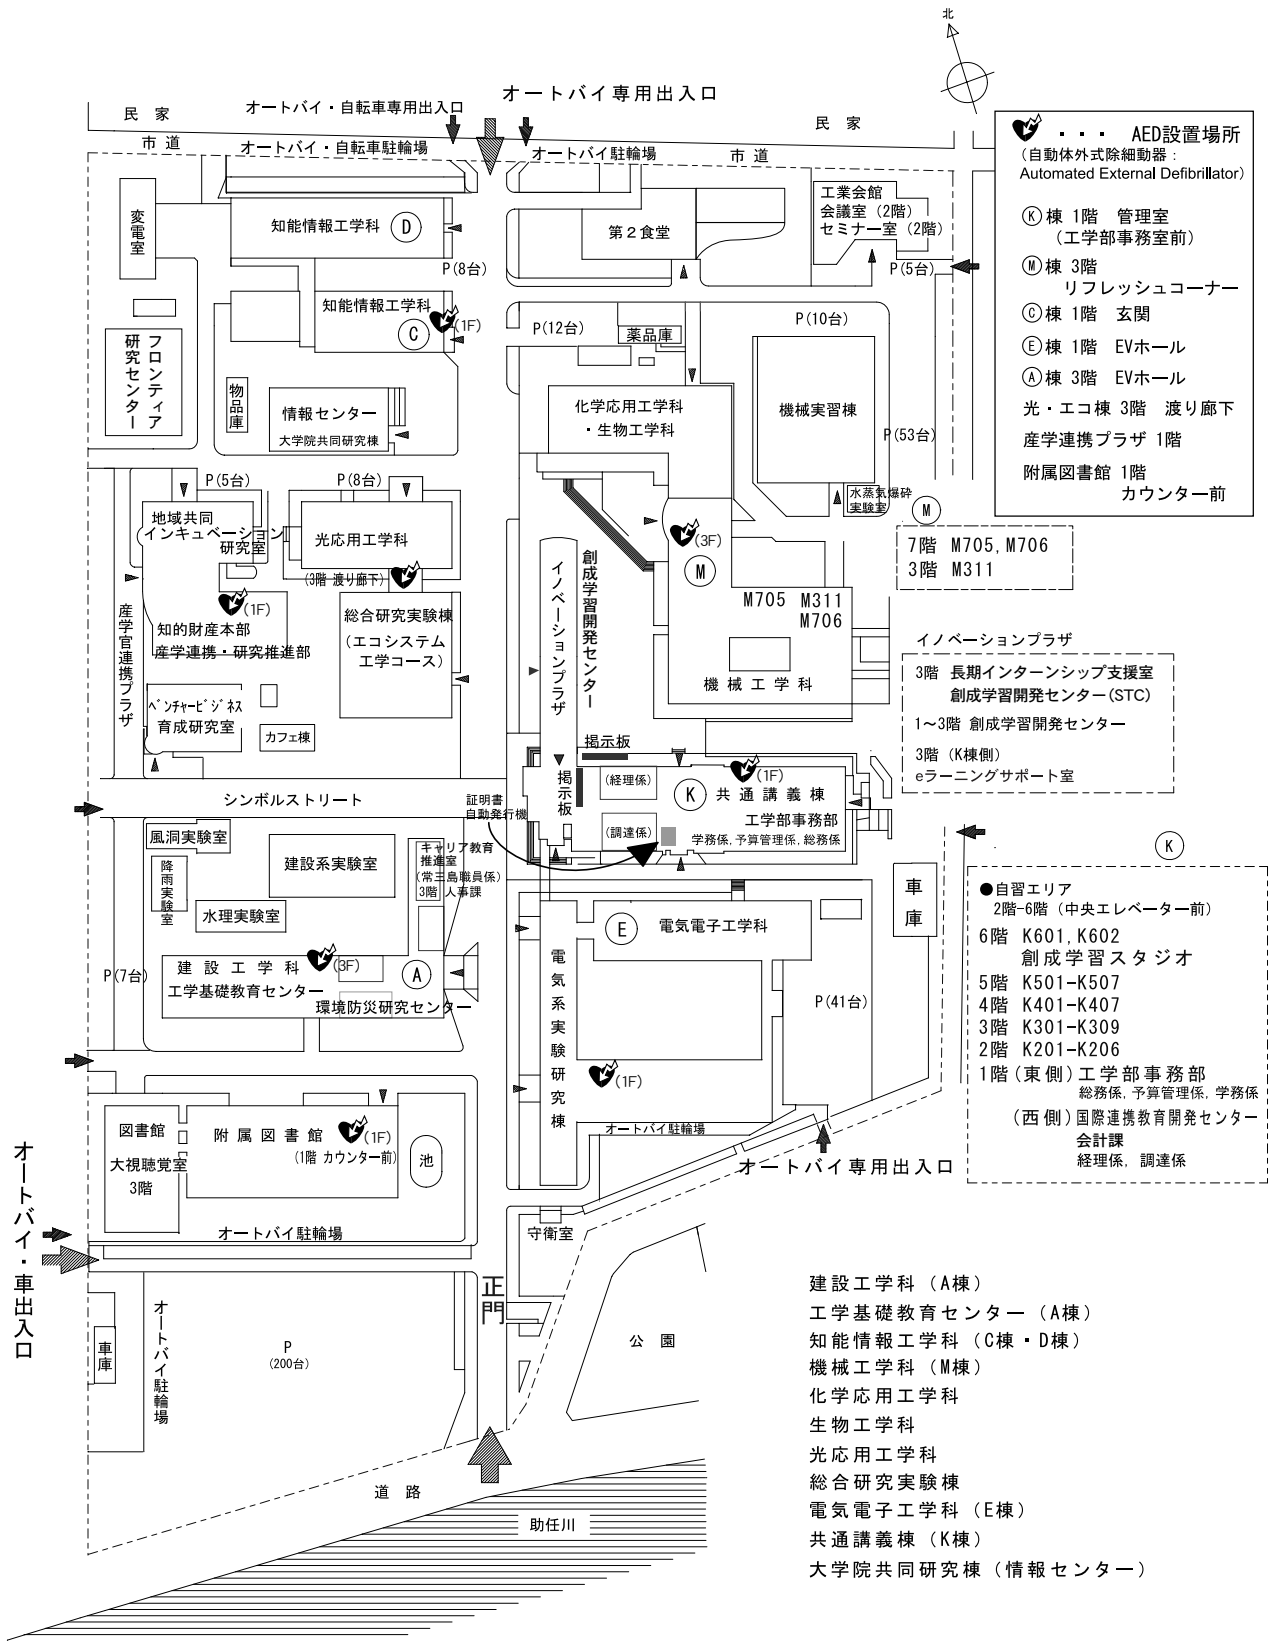 北
オートバイ専用出入口
オートバイ・自転車専用出入口
民 家
民 家
市 道
オートバイ・自転車駐輪場
オートバイ駐輪場
市 道
・・・ AED設置場所
(自動体外式除細動器：
Automated External Defibrillator)
Ⓚ棟 1階 管理室
(工学部事務室前)
Ⓜ棟 3階
リフレッシュコーナー
Ⓒ棟 1階 玄関
Ⓔ棟 1階 EVホール
Ⓐ棟 3階 EVホール
光・エコ棟 3階 渡り廊下
産学連携プラザ 1階
附属図書館 1階
カウンター前
変電室
知能情報工学科 Ⓓ
P(8台)
第２食堂
工業会館
会議室 (2階)
セミナー室 (2階)
P(5台)
知能情報工学科
Ⓒ
(1F)
P(12台)
薬品庫
P(10台)
フロンティア
研究センター
物品庫
情報センター
大学院共同研究棟
化学応用工学科
・生物工学科
機械実習棟
P(53台)
水蒸気爆砕
実験室
P(5台)
P(8台)
地域共同
インキュベーション
研究室
光応用工学科
(3階 渡り廊下)
(3F)
Ⓜ
Ⓜ
7階 M705, M706
3階 M311
M705 M311
M706
機械工学科
創成学習開発センター
イノベーションプラザ
産学官連携プラザ
(1F)
知的財産本部
産学連携・研究推進部
総合研究実験棟
(エコシステム
工学コース)
ベンチャービジネス
育成研究室
カフェ棟
イノベーションプラザ
3階 長期インターンシップ支援室
創成学習開発センター(STC)
1〜3階 創成学習開発センター
3階 (K棟側)
eラーニングサポート室
掲示板
掲示板
(経理係)
(調達係)
(1F)
Ⓚ 共通講義棟
工学部事務部
学務係, 予算管理係, 総務係
シンボルストリート
証明書
自動発行機
風洞実験室
降雨実験室
水理実験室
建設系実験室
キャリア教育
推進室
(常三島職員係)
3階 人事課
車庫
Ⓚ
●自習エリア
2階-6階 (中央エレベーター前)
6階 K601, K602
創成学習スタジオ
5階 K501-K507
4階 K401-K407
3階 K301-K309
2階 K201-K206
1階(東側)工学部事務部
総務係, 予算管理係, 学務係
(西側)国際連携教育開発センター
会計課
経理係, 調達係
Ⓔ 電気電子工学科
電気系実験研究棟
P(41台)
P(7台)
建設工学科
(3F)
Ⓐ
工学基礎教育センター
環境防災研究センター
(1F)
オートバイ駐輪場
オートバイ専用出入口
図書館
大視聴覚室
3階
附属図書館
(1F)
(1階 カウンター前)
池
オートバイ・車出入口
オートバイ駐輪場
守衛室
正門
車庫
オートバイ駐輪場
P
(200台)
公園
道路
助任川
建設工学科 (A棟)
工学基礎教育センター (A棟)
知能情報工学科 (C棟・D棟)
機械工学科 (M棟)
化学応用工学科
生物工学科
光応用工学科
総合研究実験棟
電気電子工学科 (E棟)
共通講義棟 (K棟)
大学院共同研究棟 (情報センター)